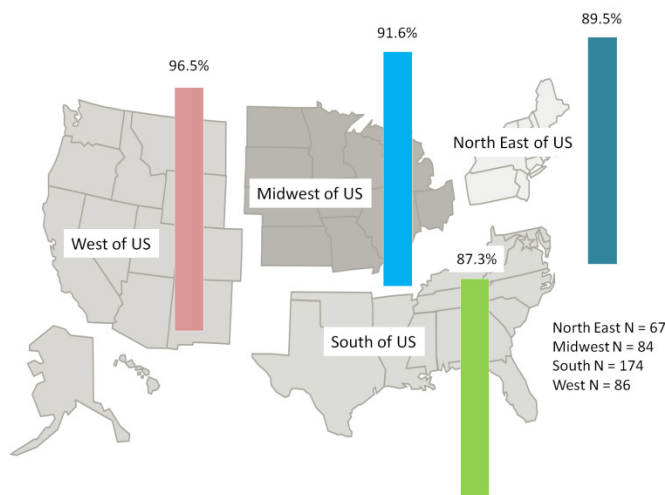 89.5%
91.6%
96.5%
North East of US
Midwest of US
West of US
87.3%
South of US
North East N = 67
Midwest N = 84
South N = 174
West N = 86